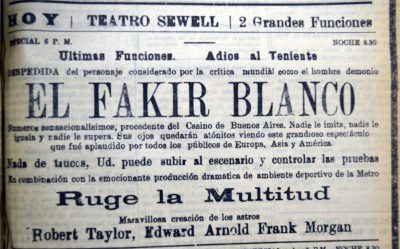 HOY | TEATRO SEWELL | 2 Grandes Funciones
ESPECIAL 6 P. M. NOCHE 8.30
Ultimas Funciones. Adios al Teniente
DESPEDIDA del personaje considerado por la crítica mundial como el hombre demonio
EL FAKIR BLANCO
Números sensacionalísimos, procedente del Casino de Buenos Aires. Nadie le imita, nadie le
iguala y nadie le supera. Sus ojos quedarán atónitos viendo este grandioso espectáculo
que fué aplaudido por todos los públicos de Europa, Asia y América.
Nada de trucos, Ud. puede subir al escenario y controlar las pruebas
En combinación con la emocionante producción dramática de ambiente deportivo de la Metro
Ruge la Multitud
Maravillosa creación de los astros
Robert Taylor, Edward Arnold Frank Morgan
NOCHE 8.30